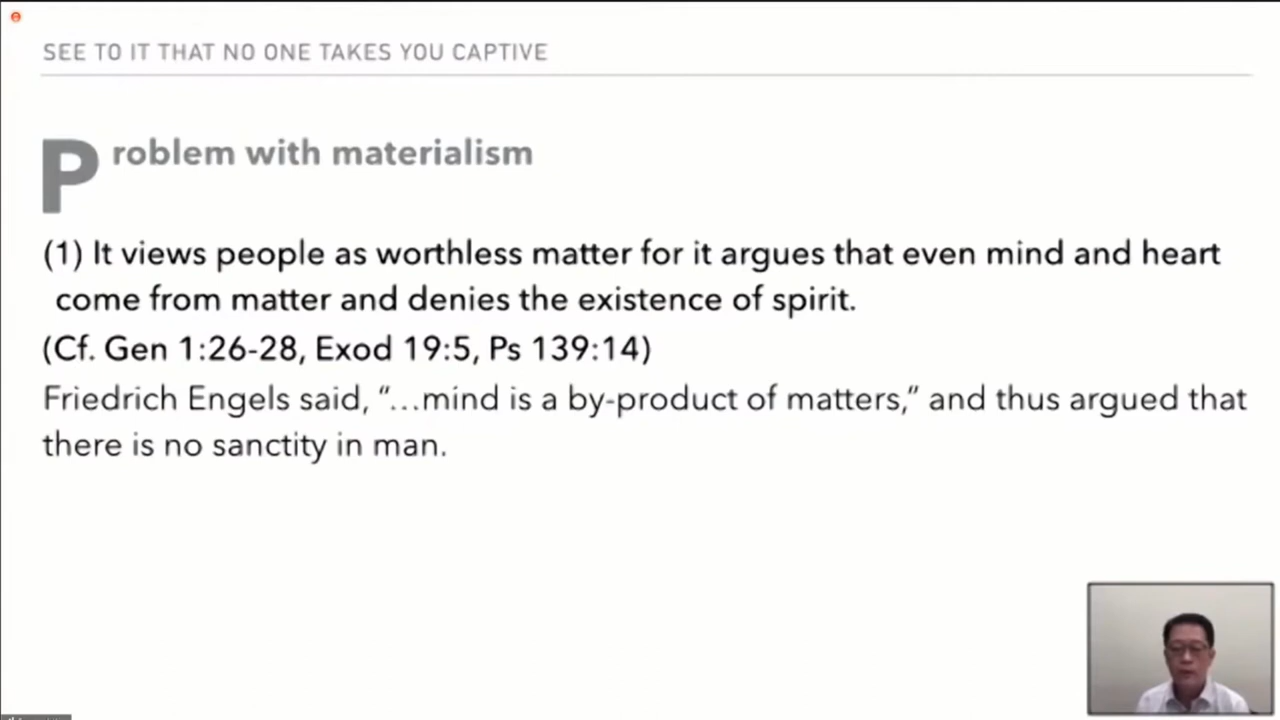 SEE TO IT THAT NO ONE TAKES YOU CAPTIVE
Problem with materialism
(1) It views people as worthless matter for it argues that even mind and heart
come from matter and denies the existence of spirit.
(Cf. Gen 1:26-28, Exod 19:5, Ps 139:14)
Friedrich Engels said, “...mind is a by-product of matters,” and thus argued that
there is no sanctity in man.